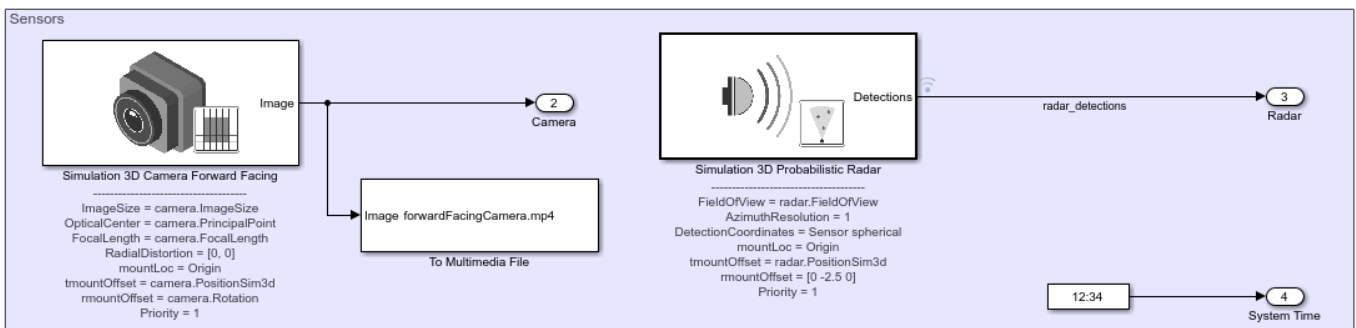 Sensors
Image
2
Camera
Simulation 3D Camera Forward Facing
----------------------------------------
ImageSize = camera.ImageSize
OpticalCenter = camera.PrincipalPoint
FocalLength = camera.FocalLength
RadialDistortion = [0, 0]
mountLoc = Origin
tmountOffset = camera.PositionSim3d
rmountOffset = camera.Rotation
Priority = 1
Image forwardFacingCamera.mp4
To Multimedia File
Detections
radar_detections
3
Radar
Simulation 3D Probabilistic Radar
----------------------------------------
FieldOfView = radar.FieldOfView
AzimuthResolution = 1
DetectionCoordinates = Sensor spherical
mountLoc = Origin
tmountOffset = radar.PositionSim3d
rmountOffset = [0 -2.5 0]
Priority = 1
12:34
4
System Time